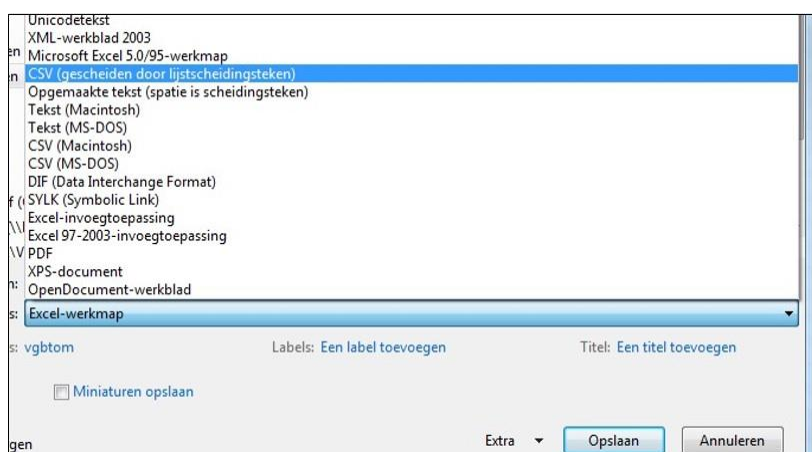 Unicodetekst
XML-werkblad 2003
en Microsoft Excel 5.0/95-werkmap
en CSV (gescheiden door lijstscheidingsteken)
Opgemaakte tekst (spatie is scheidingsteken)
Tekst (Macintosh)
Tekst (MS-DOS)
CSV (Macintosh)
CSV (MS-DOS)
DIF (Data Interchange Format)
f ( SYLK (Symbolic Link)
Excel-invoegtoepassing
Excel 97-2003-invoegtoepassing
\V PDF
XPS-document
n: OpenDocument-werkblad
s: Excel-werkmap
s: vgbtom Labels: Een label toevoegen Titel: Een titel toevoegen
Miniaturen opslaan
gen Extra Opslaan Annuleren